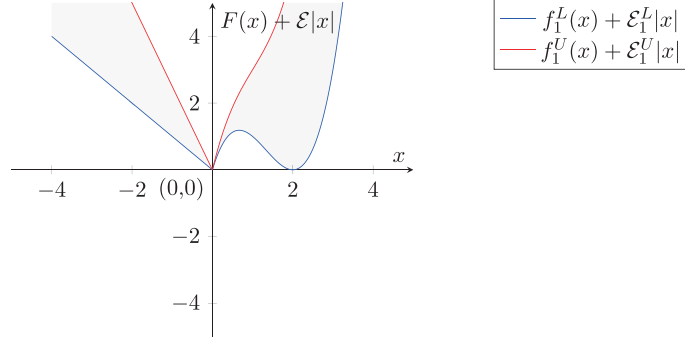 F(x) + ℰ|x|
f₁ᴸ(x) + ℰ₁ᴸ|x|
f₁ᵁ(x) + ℰ₁ᵁ|x|
4
2
x
−4
−2
(0,0)
2
4
−2
−4